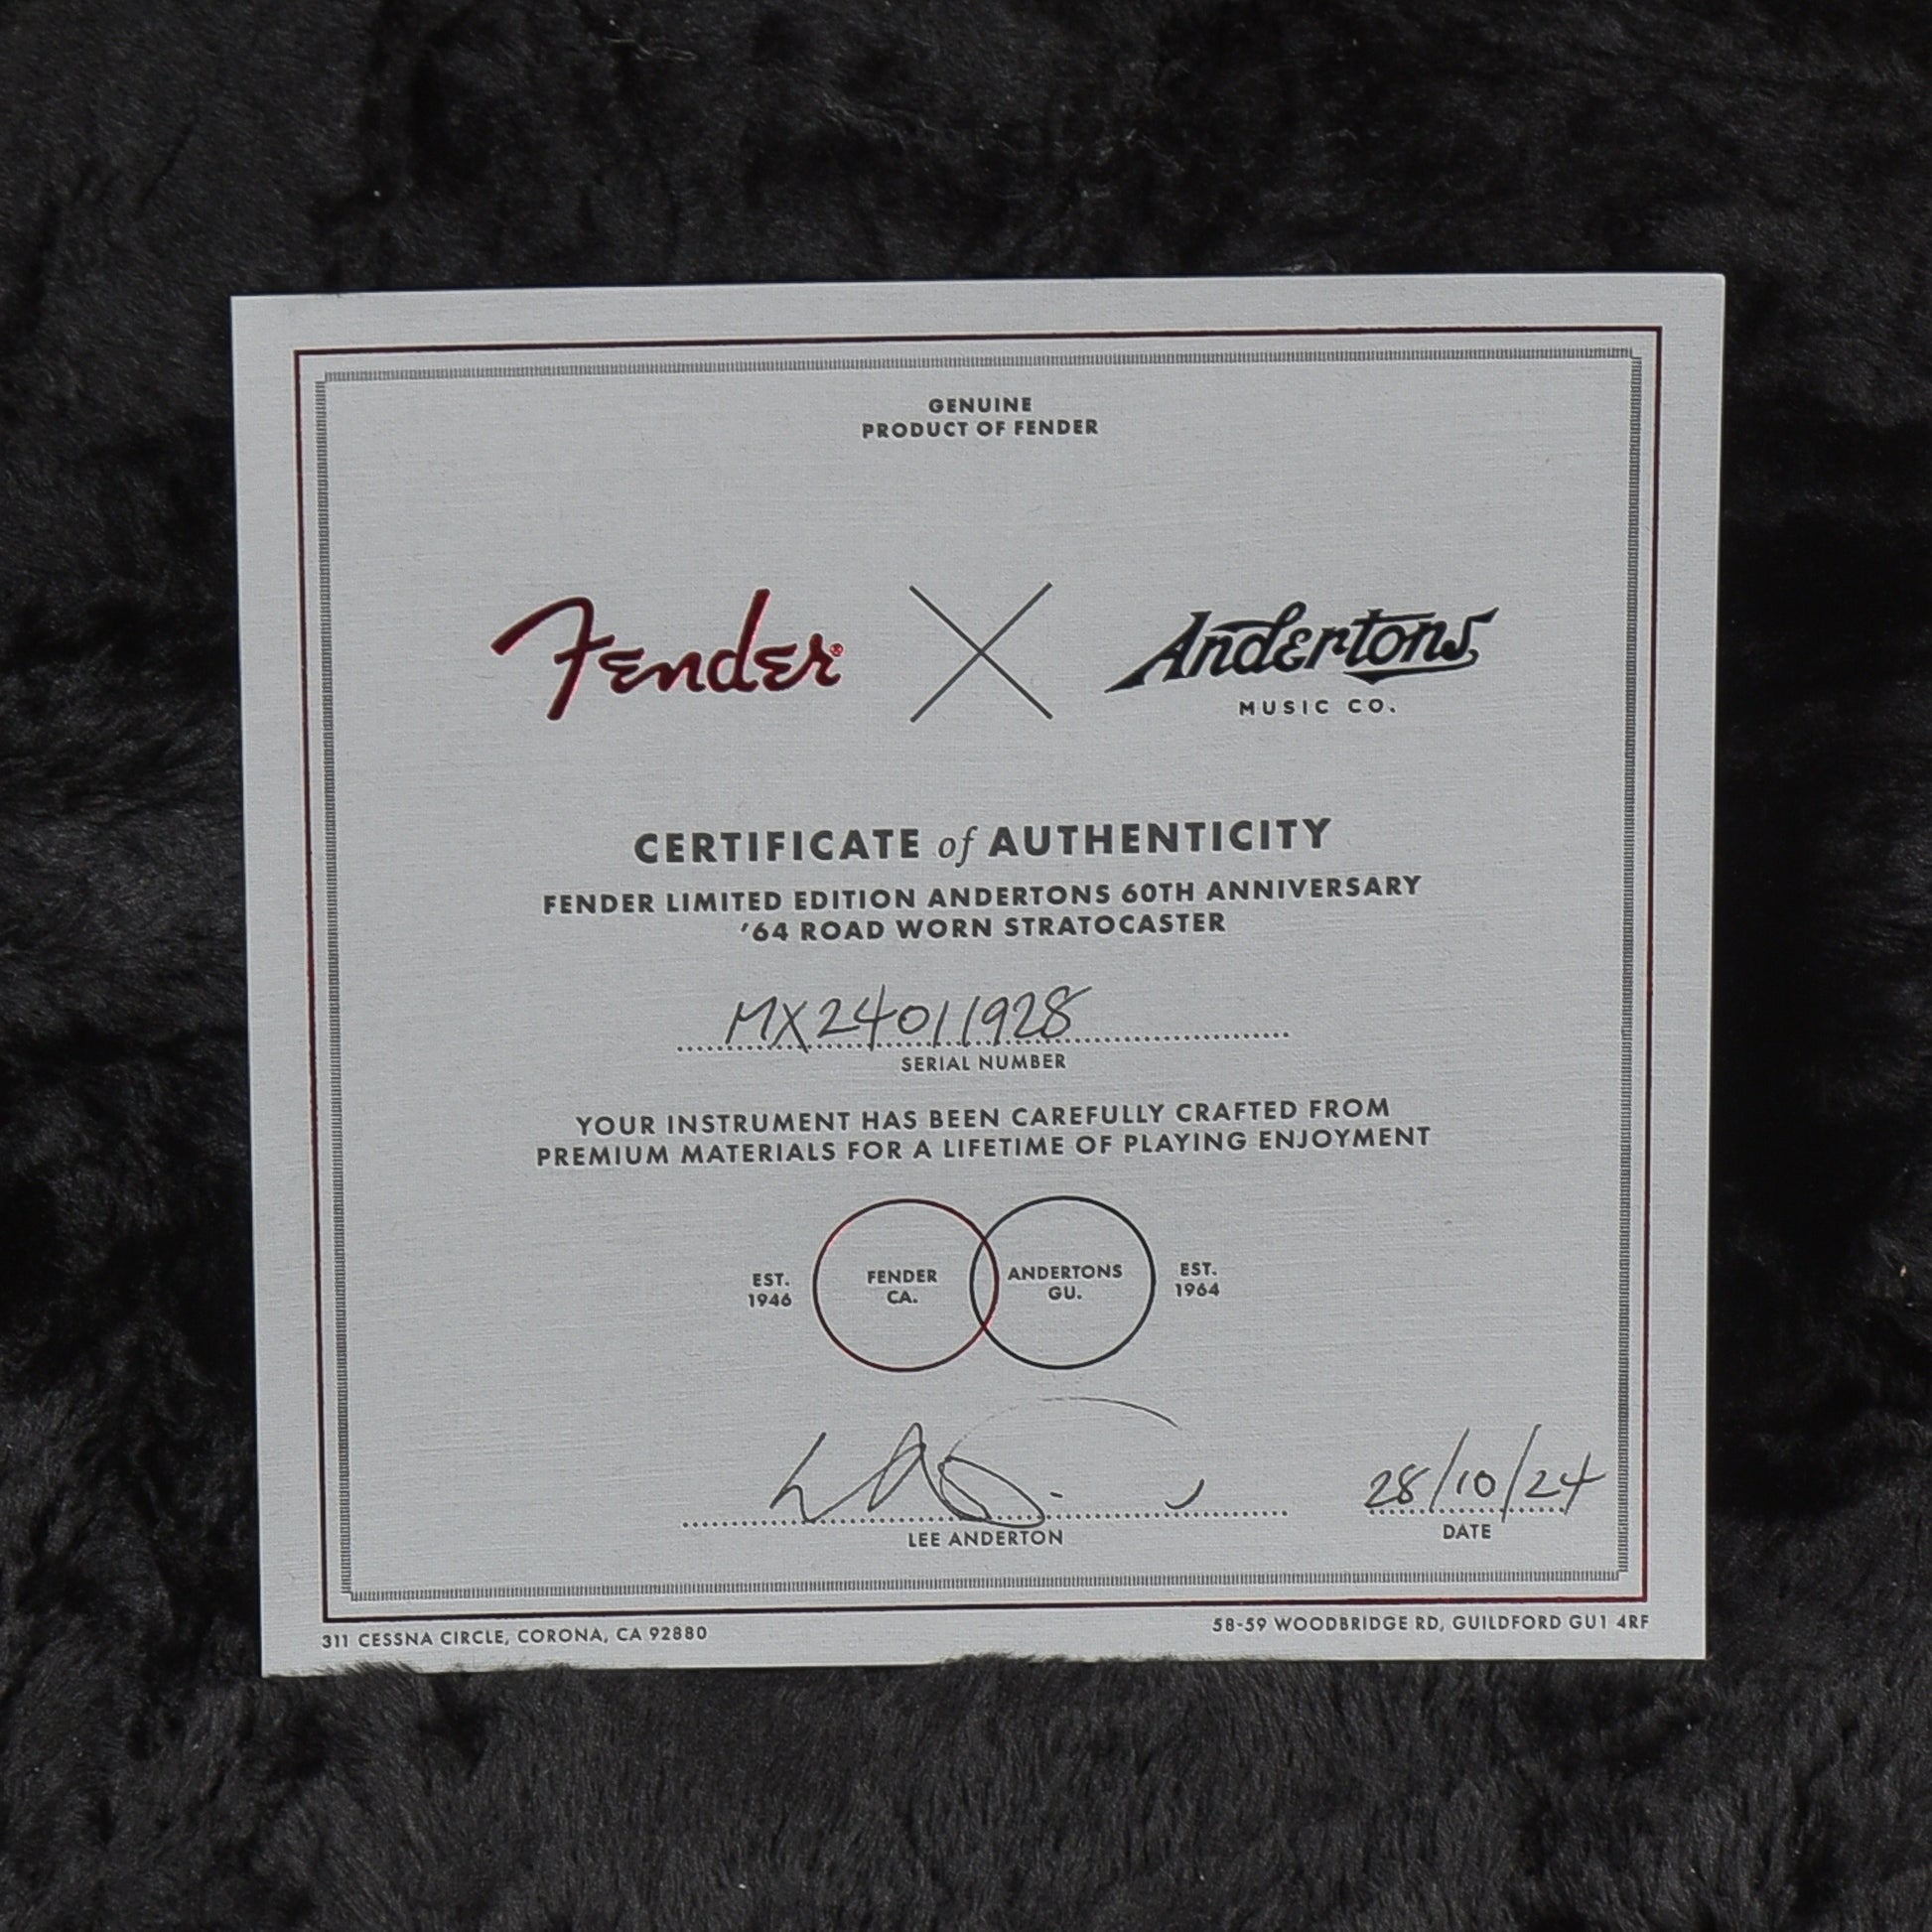 GENUINE
PRODUCT OF FENDER
Fender® X Andertons
MUSIC CO.
CERTIFICATE of AUTHENTICITY
FENDER LIMITED EDITION ANDERTONS 60TH ANNIVERSARY
'64 ROAD WORN STRATOCASTER
MX24011928
SERIAL NUMBER
YOUR INSTRUMENT HAS BEEN CAREFULLY CRAFTED FROM
PREMIUM MATERIALS FOR A LIFETIME OF PLAYING ENJOYMENT
EST.
1946
FENDER
CA.
ANDERTONS
GU.
EST.
1964
28/10/24
LEE ANDERTON
DATE
311 CESSNA CIRCLE, CORONA, CA 92880
58-59 WOODBRIDGE RD, GUILDFORD GU1 4RF